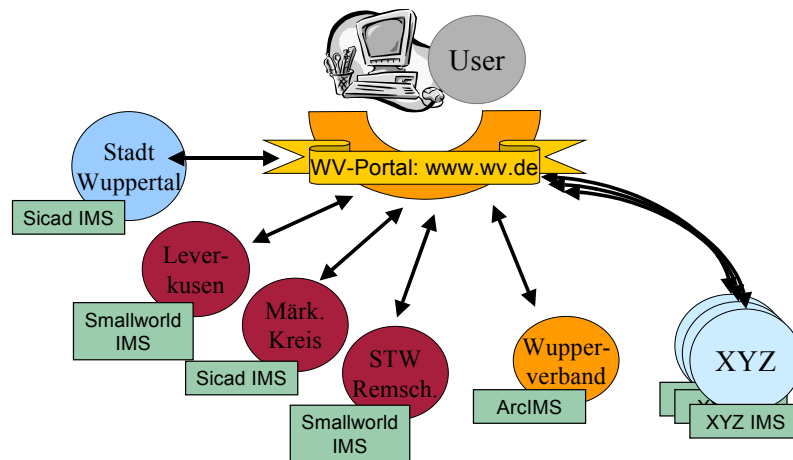 User
WV-Portal: www.wv.de
Stadt
Wuppertal
Sicad IMS
Lever-
kusen
Smallworld
IMS
Märk.
Kreis
Sicad IMS
STW
Remsch.
Smallworld
IMS
Wupper-
verband
ArcIMS
XYZ
XYZ IMS